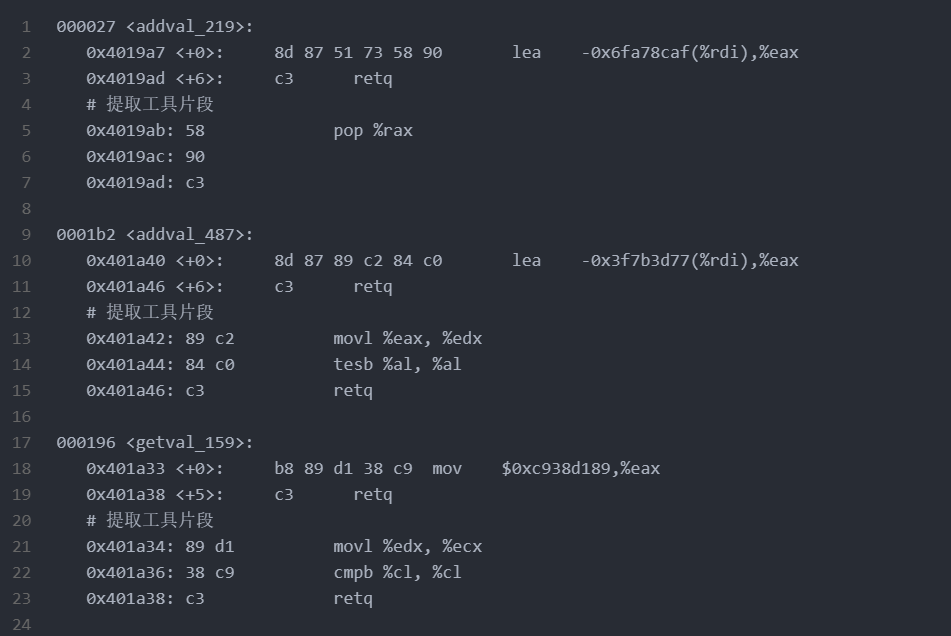 1 000027 <addval_219>:
2 0x4019a7 <+0>: 8d 87 51 73 58 90 lea -0x6fa78caf(%rdi),%eax
3 0x4019ad <+6>: c3 retq
4 # 提取工具片段
5 0x4019ab: 58 pop %rax
6 0x4019ac: 90
7 0x4019ad: c3
8
9 0001b2 <addval_487>:
10 0x401a40 <+0>: 8d 87 89 c2 84 c0 lea -0x3f7b3d77(%rdi),%eax
11 0x401a46 <+6>: c3 retq
12 # 提取工具片段
13 0x401a42: 89 c2 movl %eax, %edx
14 0x401a44: 84 c0 tesb %al, %al
15 0x401a46: c3 retq
16
17 000196 <getval_159>:
18 0x401a33 <+0>: b8 89 d1 38 c9 mov $0xc938d189,%eax
19 0x401a38 <+5>: c3 retq
20 # 提取工具片段
21 0x401a34: 89 d1 movl %edx, %ecx
22 0x401a36: 38 c9 cmpb %cl, %cl
23 0x401a38: c3 retq
24